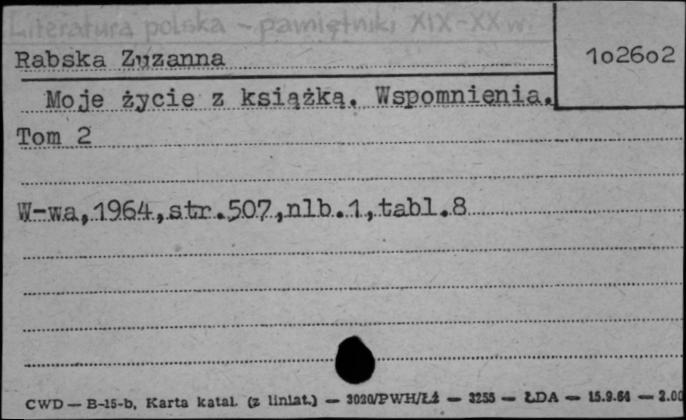 Literatura polska - pamiętniki XIX-XX w.
Rabska Zuzanna
102602
Moje życie z książką. Wspomnienia.
Tom 2
W-wa, 1964, str. 507, nlb. 1, tabl. 8
CWD — B-15-b, Karta katal. (z liniat.) — 3020/PWH/Łż — 3255 — ŁDA — 15.9.64 — 2.00